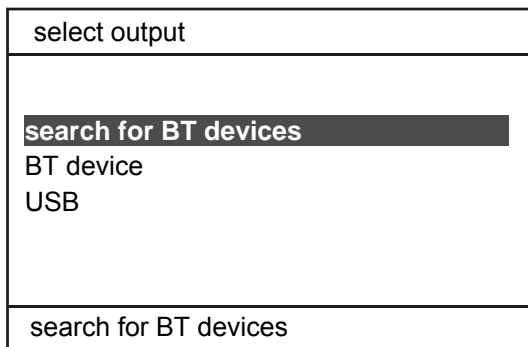 select output
search for BT devices
BT device
USB
search for BT devices